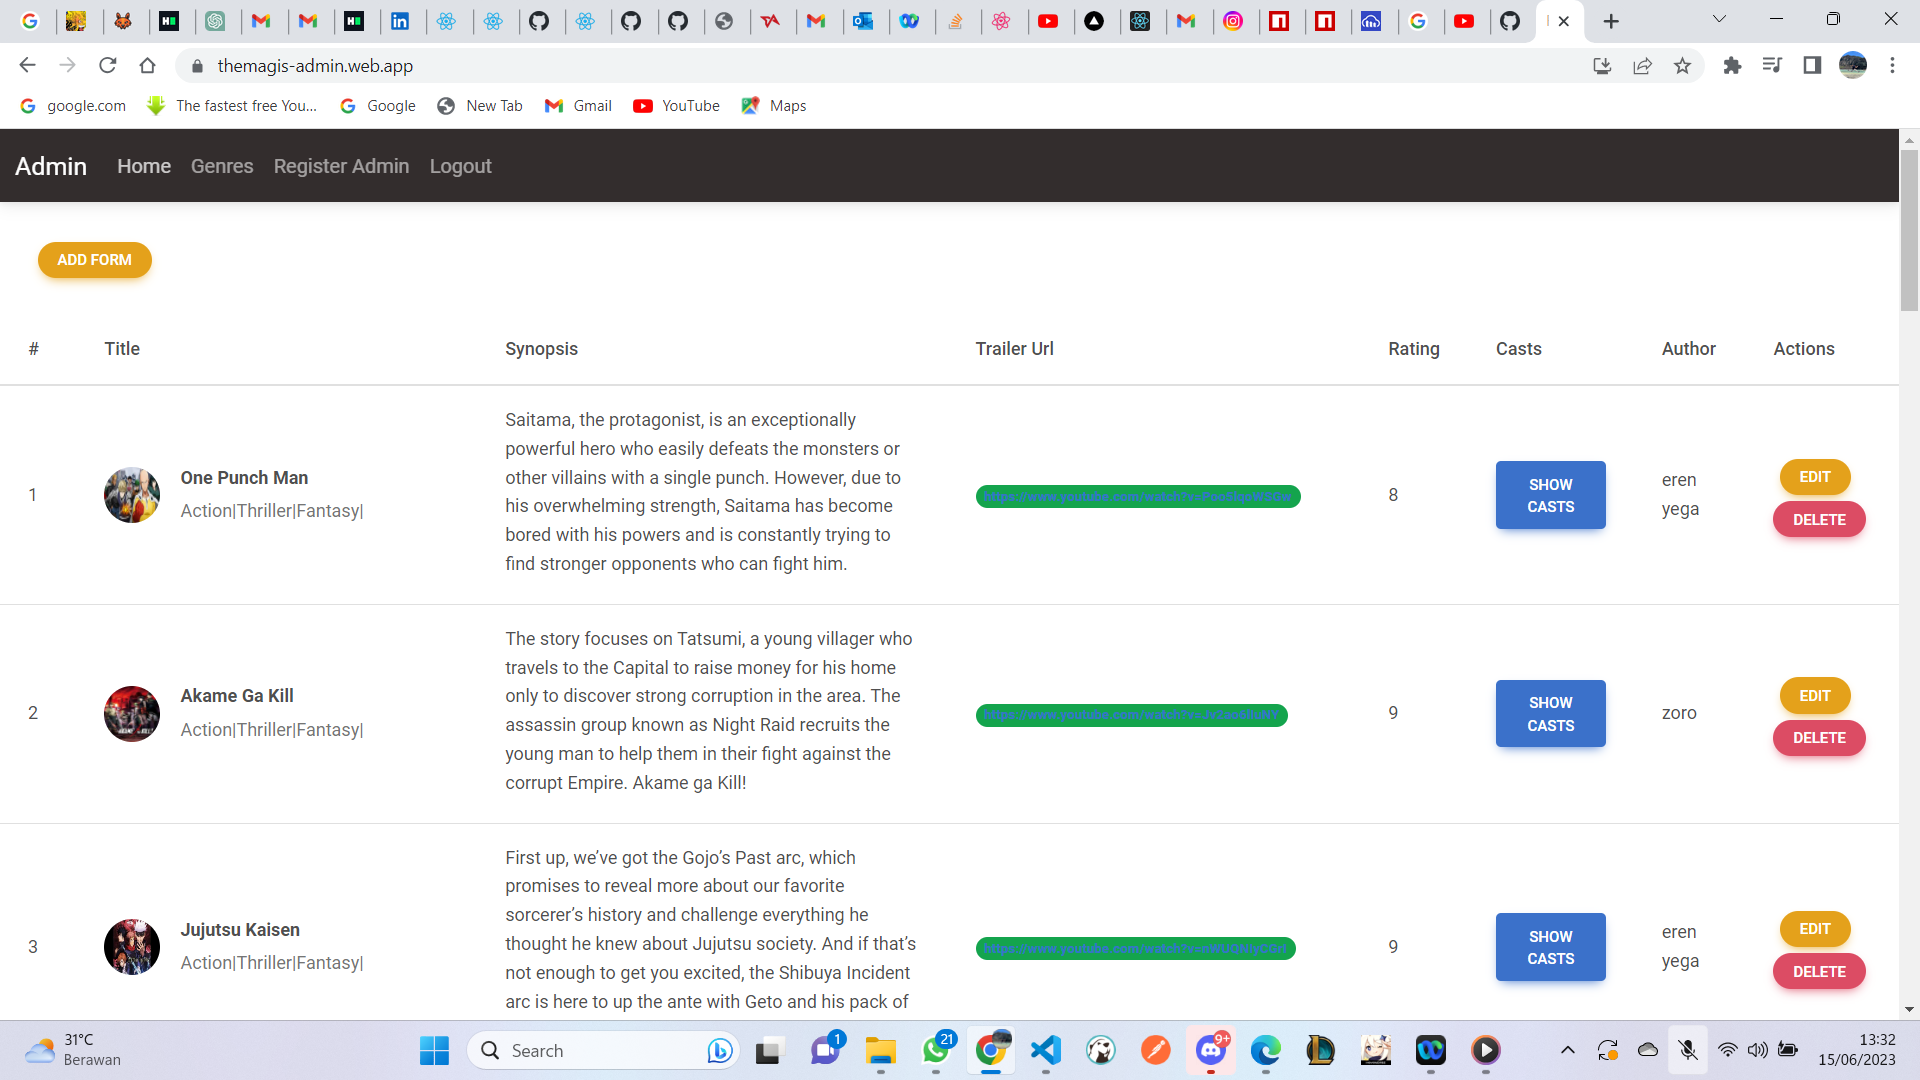 themagis-admin.web.app
google.com
The fastest free You...
Google
New Tab
Gmail
YouTube
Maps
Admin
Home
Genres
Register Admin
Logout
ADD FORM
# Title Synopsis Trailer Url Rating Casts Author Actions
1
One Punch Man
Action|Thriller|Fantasy|
Saitama, the protagonist, is an exceptionally
powerful hero who easily defeats the monsters or
other villains with a single punch. However, due to
his overwhelming strength, Saitama has become
bored with his powers and is constantly trying to
find stronger opponents who can fight him.
8
SHOW
CASTS
eren
yega
EDIT
DELETE
2
Akame Ga Kill
Action|Thriller|Fantasy|
The story focuses on Tatsumi, a young villager who
travels to the Capital to raise money for his home
only to discover strong corruption in the area. The
assassin group known as Night Raid recruits the
young man to help them in their fight against the
corrupt Empire. Akame ga Kill!
9
SHOW
CASTS
zoro
EDIT
DELETE
3
Jujutsu Kaisen
Action|Thriller|Fantasy|
First up, we’ve got the Gojo’s Past arc, which
promises to reveal more about our favorite
sorcerer’s history and challenge everything he
thought he knew about Jujutsu society. And if that’s
not enough to get you excited, the Shibuya Incident
arc is here to up the ante with Geto and his pack of
9
SHOW
CASTS
eren
yega
EDIT
DELETE
31°C
Berawan
Search
1
21
9+
13:32
15/06/2023